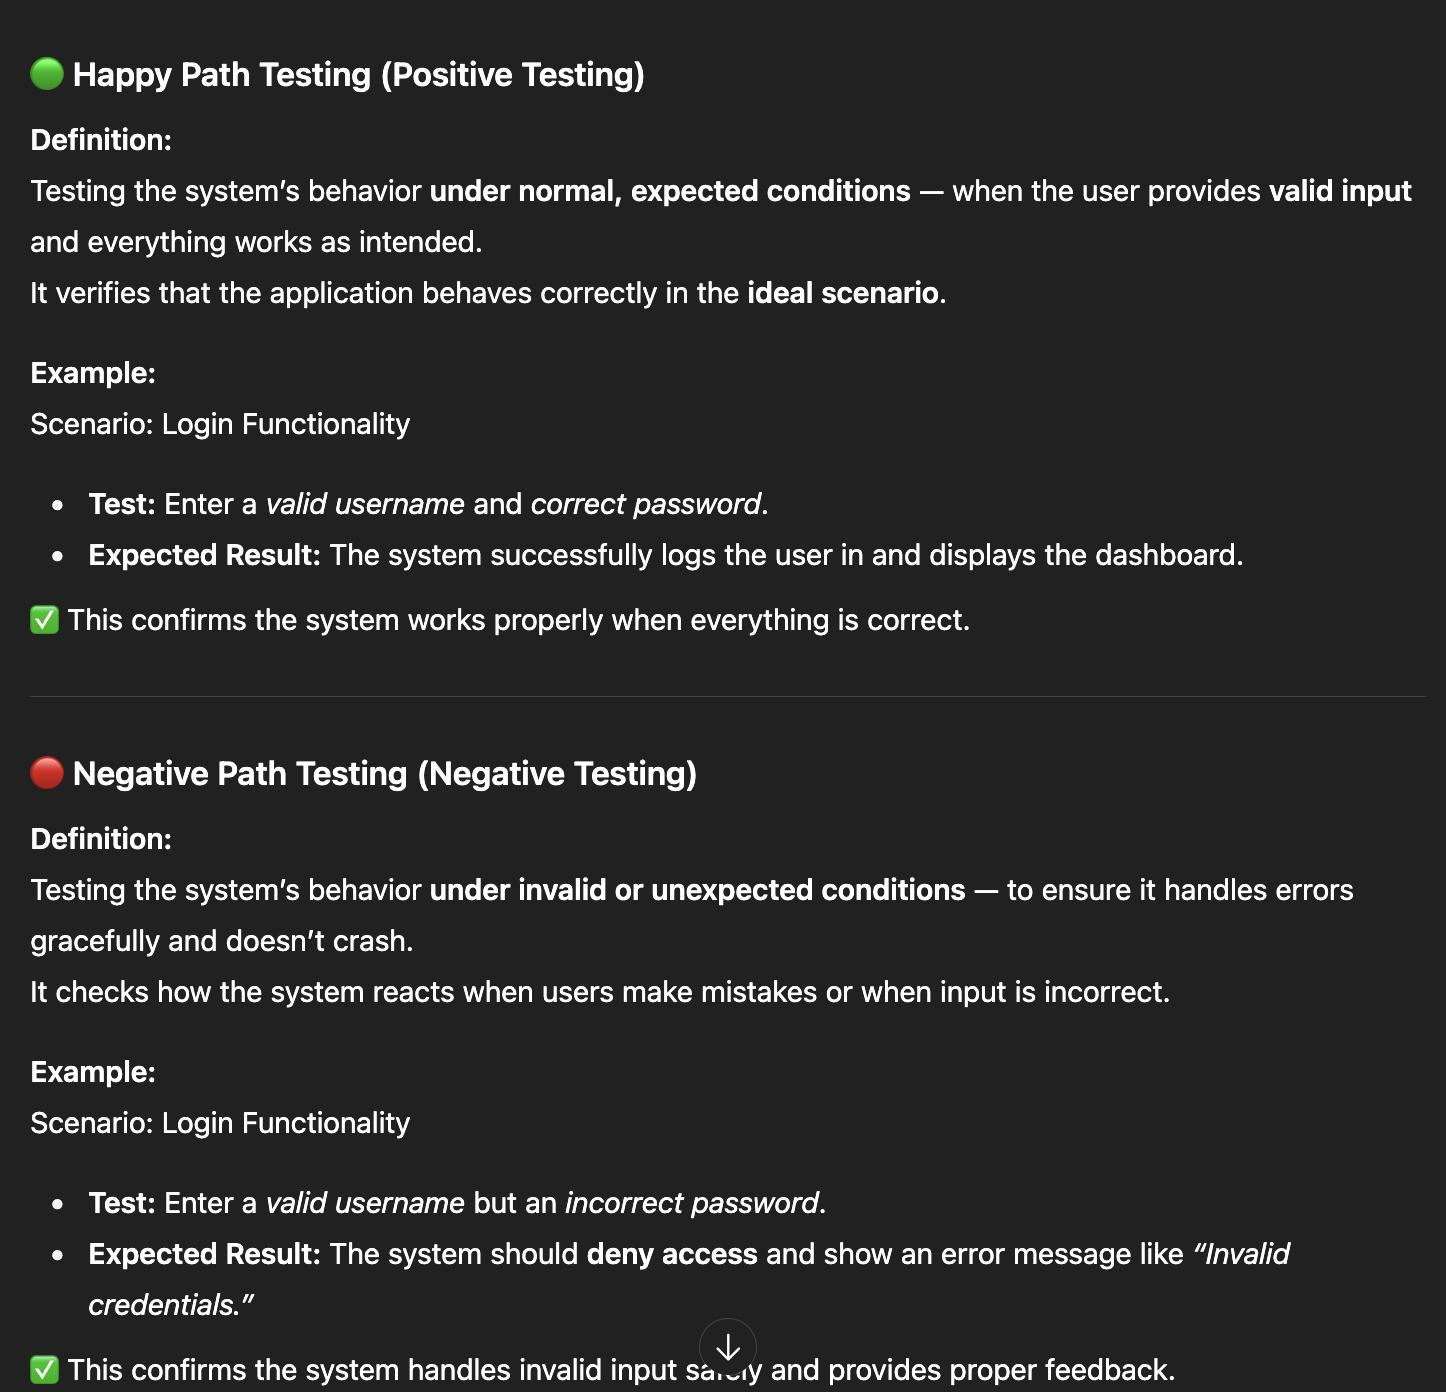 🟢 Happy Path Testing (Positive Testing)
Definition:
Testing the system’s behavior under normal, expected conditions — when the user provides valid input
and everything works as intended.
It verifies that the application behaves correctly in the ideal scenario.
Example:
Scenario: Login Functionality
• Test: Enter a valid username and correct password.
• Expected Result: The system successfully logs the user in and displays the dashboard.
✅ This confirms the system works properly when everything is correct.
🔴 Negative Path Testing (Negative Testing)
Definition:
Testing the system’s behavior under invalid or unexpected conditions — to ensure it handles errors
gracefully and doesn’t crash.
It checks how the system reacts when users make mistakes or when input is incorrect.
Example:
Scenario: Login Functionality
• Test: Enter a valid username but an incorrect password.
• Expected Result: The system should deny access and show an error message like “Invalid
credentials.”
✅ This confirms the system handles invalid input safely and provides proper feedback.